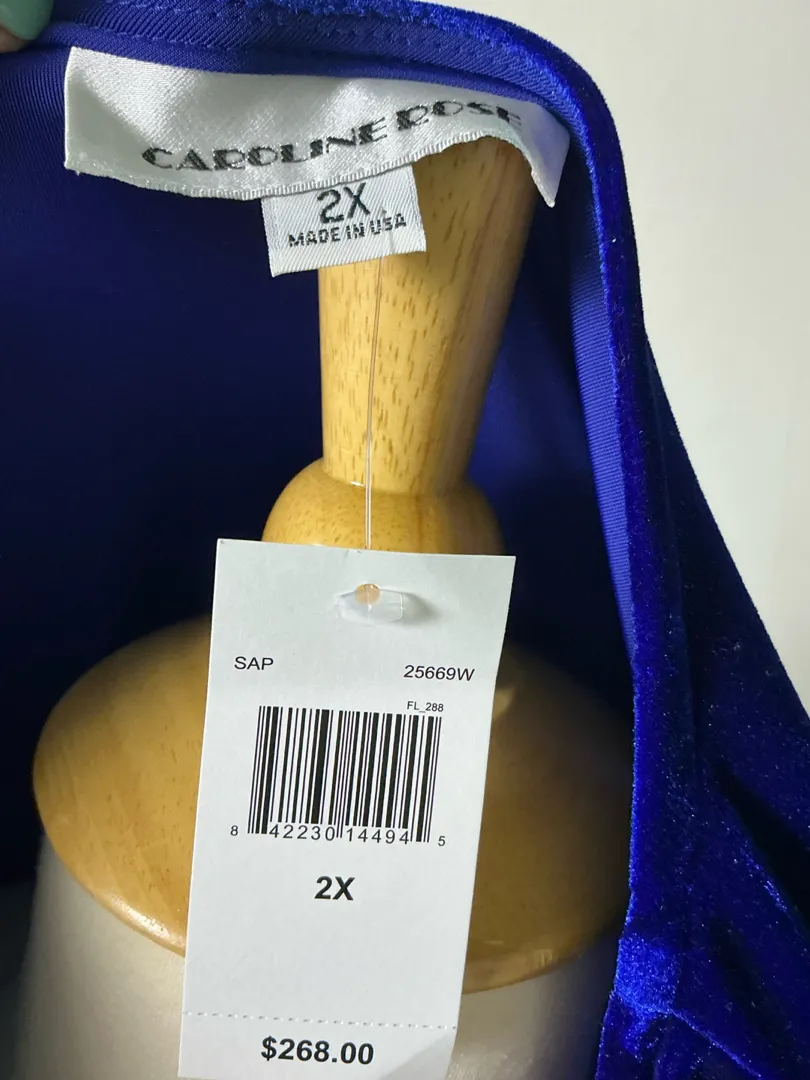 CAROLINE ROSE
2X
MADE IN USA
SAP 25669W
FL_288
8 42230 14494 5
2X
$268.00